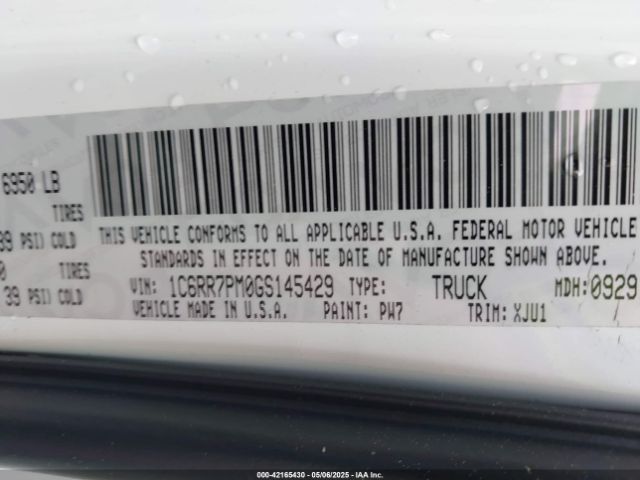 6950 LB
TIRES
39 PSI) COLD
TIRES
39 PSI) COLD
THIS VEHICLE CONFORMS TO ALL APPLICABLE U.S.A. FEDERAL MOTOR VEHICLE
STANDARDS IN EFFECT ON THE DATE OF MANUFACTURE SHOWN ABOVE.
VIN: 1C6RR7PM0GS145429 TYPE: TRUCK MDH:0929
VEHICLE MADE IN U.S.A. PAINT: PW7 TRIM: XJU1
000-42165430 - 05/06/2025 - IAA Inc.